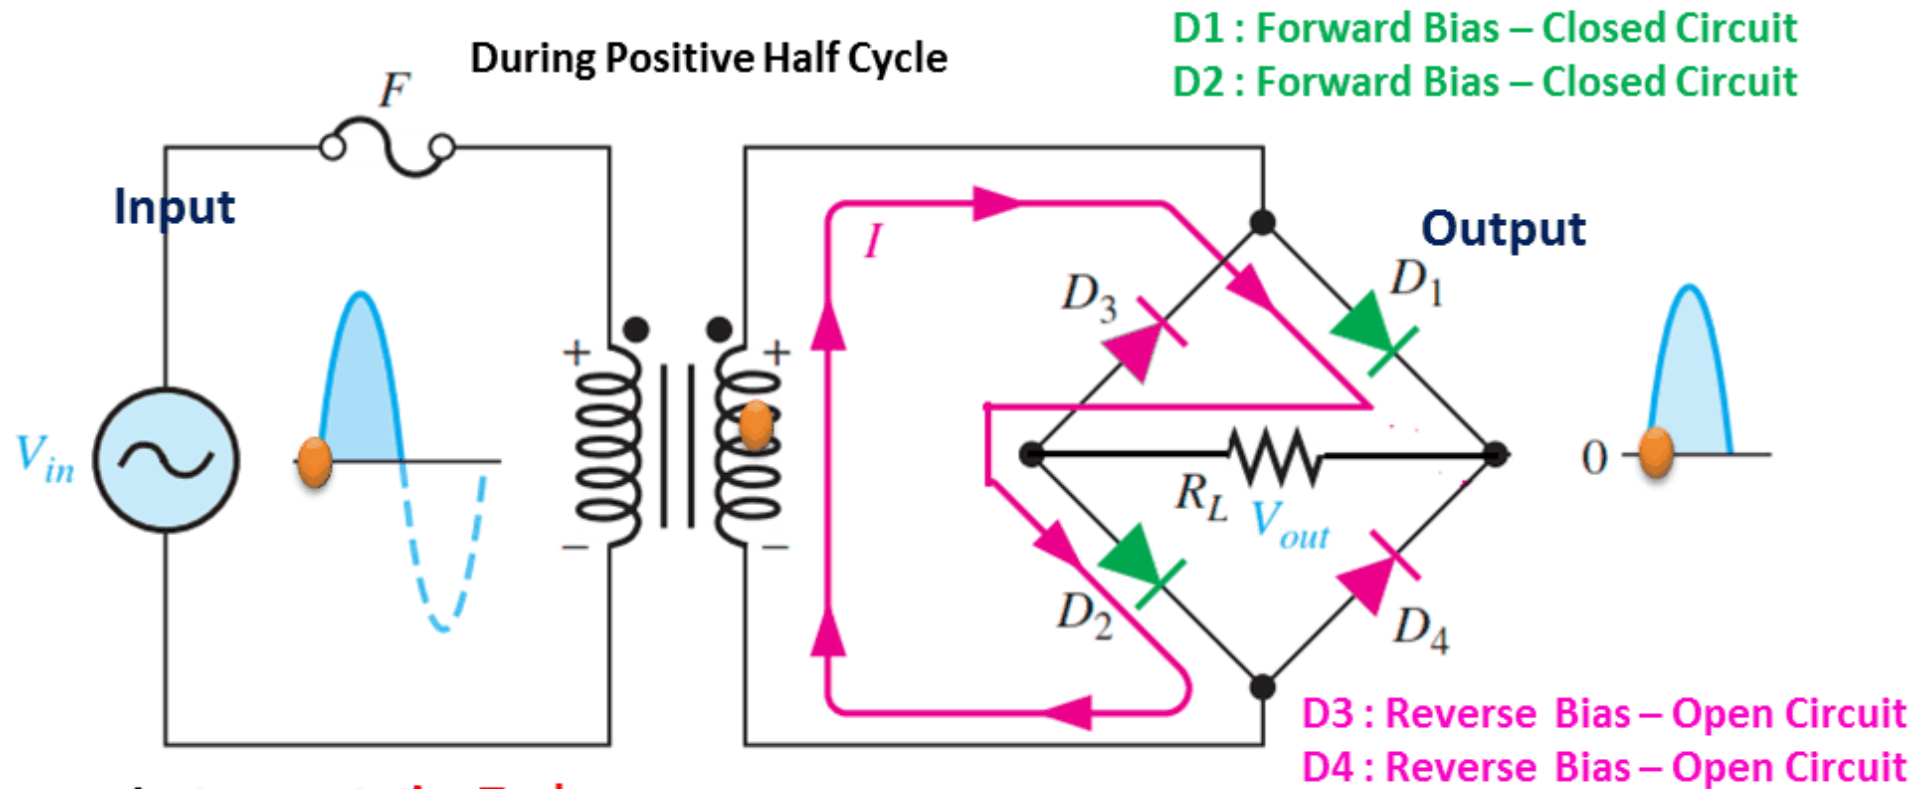 During Positive Half Cycle
D1 : Forward Bias – Closed Circuit
D2 : Forward Bias – Closed Circuit
F
Input
Output
I
D3
D1
+
+
Vin
0
RL
Vout
−
−
D2
D4
D3 : Reverse Bias – Open Circuit
D4 : Reverse Bias – Open Circuit